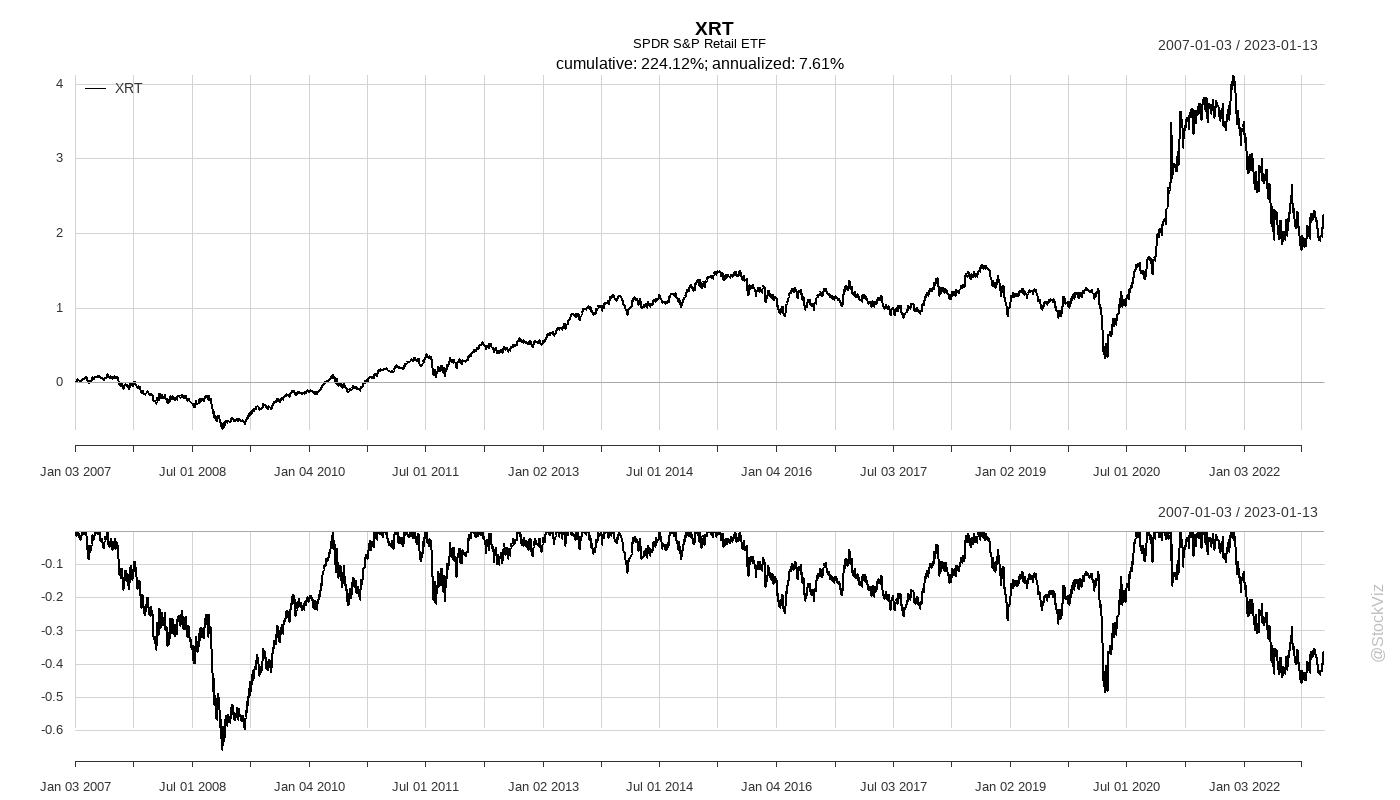 XRT
SPDR S&P Retail ETF
2007-01-03 / 2023-01-13
cumulative: 224.12%; annualized: 7.61%
XRT
4
3
2
1
0
Jan 03 2007 Jul 01 2008 Jan 04 2010 Jul 01 2011 Jan 02 2013 Jul 01 2014 Jan 04 2016 Jul 03 2017 Jan 02 2019 Jul 01 2020 Jan 03 2022
2007-01-03 / 2023-01-13
-0.1
-0.2
-0.3
-0.4
-0.5
-0.6
Jan 03 2007 Jul 01 2008 Jan 04 2010 Jul 01 2011 Jan 02 2013 Jul 01 2014 Jan 04 2016 Jul 03 2017 Jan 02 2019 Jul 01 2020 Jan 03 2022
@StockViz